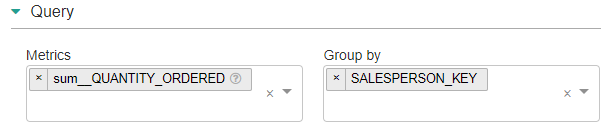 Query
Metrics
Group by
× sum__QUANTITY_ORDERED ?
×
× SALESPERSON_KEY
×